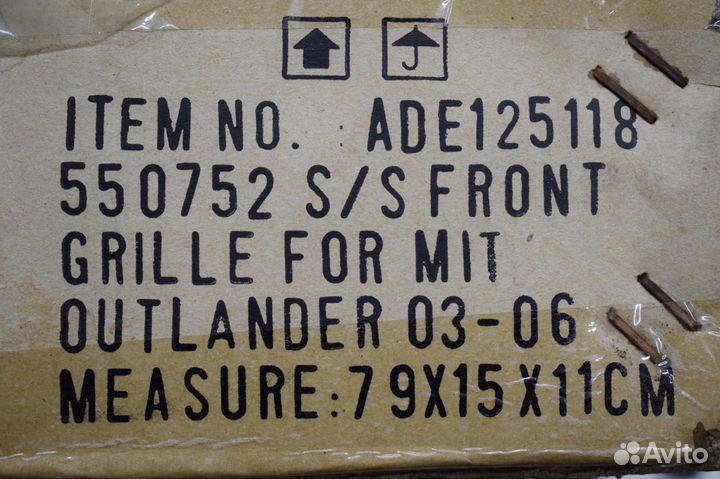 ITEM NO. ADE125118
550752 S/S FRONT
GRILLE FOR MIT
OUTLANDER 03-06
MEASURE:79X15X11CM
Avito